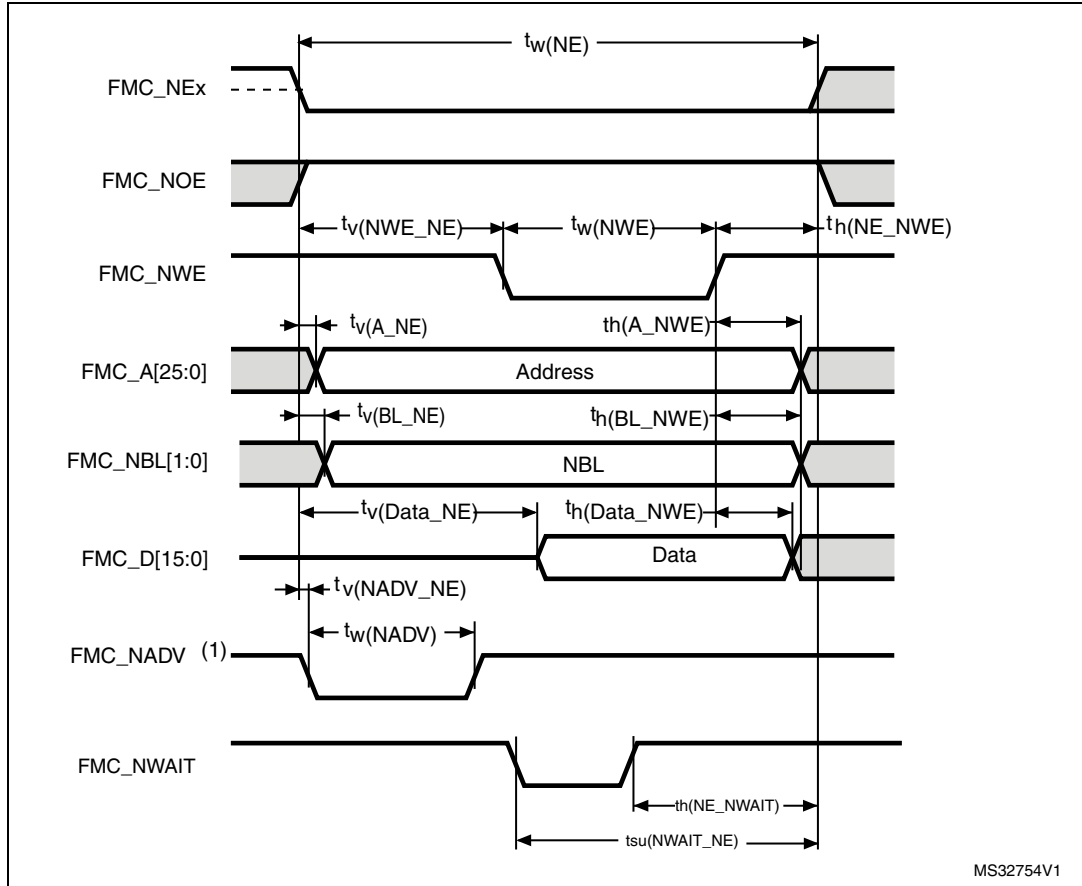 tw(NE)
FMC_NEx
FMC_NOE
tv(NWE_NE) tw(NWE) th(NE_NWE)
FMC_NWE
tv(A_NE) th(A_NWE)
FMC_A[25:0] Address
tv(BL_NE) th(BL_NWE)
FMC_NBL[1:0] NBL
tv(Data_NE) th(Data_NWE)
FMC_D[15:0] Data
tv(NADV_NE)
tw(NADV)
FMC_NADV (1)
FMC_NWAIT
th(NE_NWAIT)
tsu(NWAIT_NE)
MS32754V1